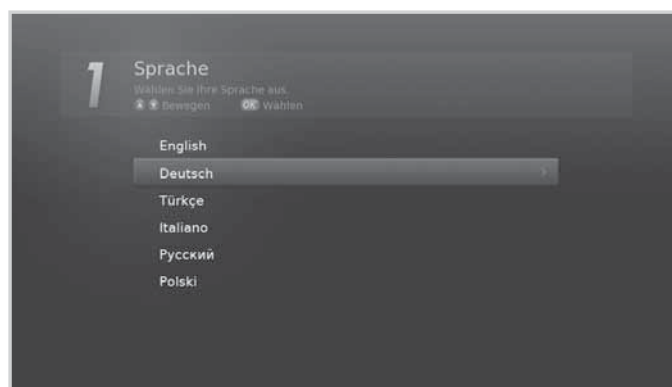 1
Sprache
Wählen Sie Ihre Sprache aus.
Bewegen OK Wählen
English
Deutsch
Türkçe
Italiano
Русский
Polski